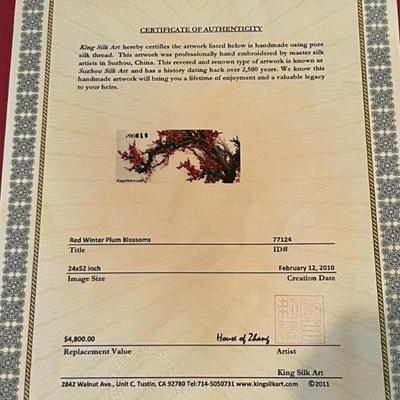 CERTIFICATE OF AUTHENTICITY
King Silk Art hereby certifies the artwork listed below is handmade using pure
silk thread. This artwork was professionally hand embroidered by master silk
artists in Suzhou, China. This revered and renown type of artwork is known as
Suzhou Silk Art and has a history dating back over 2,500 years. We know this
handmade artwork will bring you a lifetime of enjoyment and a valuable legacy
to your heirs.
KingSilkArt.com
Red Winter Plum Blossoms 77124
Title ID#
24x52 inch February 12, 2010
Image Size Creation Date
$4,800.00 House of Zhang
Replacement Value Artist
King Silk Art
2842 Walnut Ave., Unit C, Tustin, CA 92780 Tel:714-5050731 www.kingsilkart.com ©2011